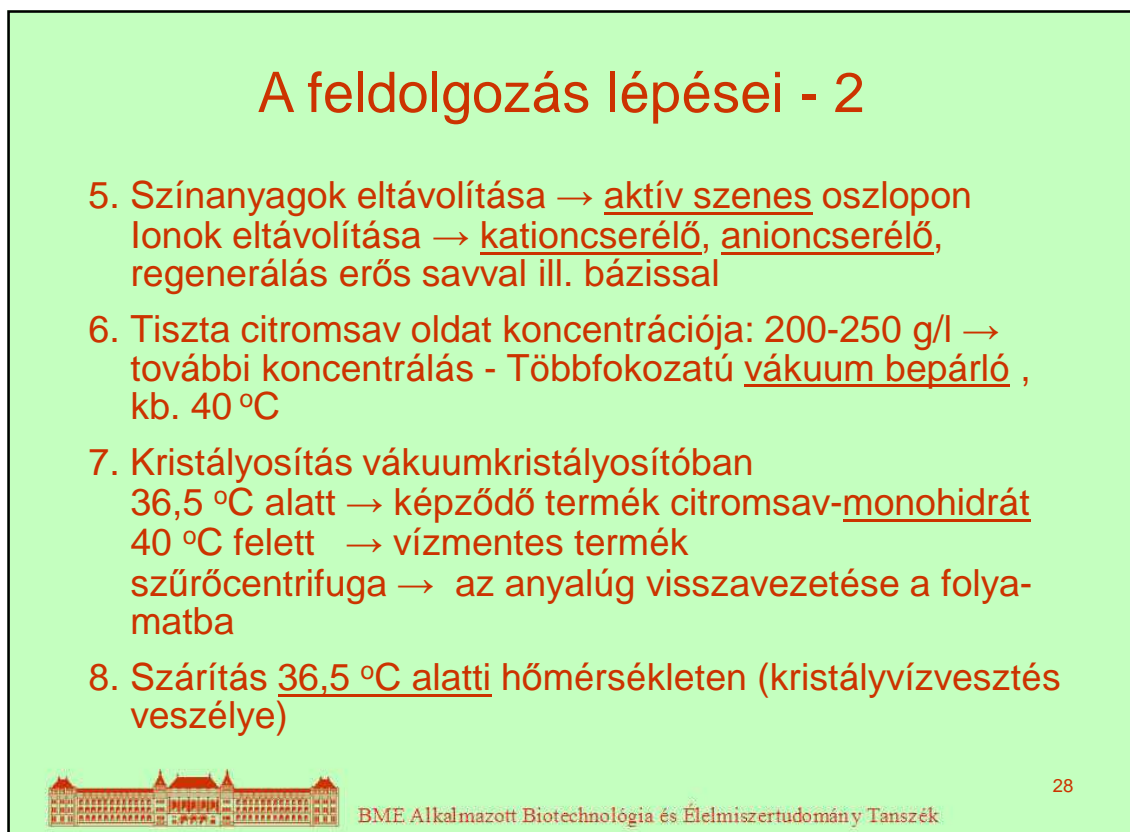 A feldolgozás lépései - 2
5. Színanyagok eltávolítása → aktív szenes oszlopon
Ionok eltávolítása → kationcserélő, anioncserélő,
regenerálás erős savval ill. bázissal
6. Tiszta citromsav oldat koncentrációja: 200-250 g/l →
további koncentrálás - Többfokozatú vákuum bepárló ,
kb. 40 ºC
7. Kristályosítás vákuumkristályosítóban
36,5 ºC alatt → képződő termék citromsav-monohidrát
40 ºC felett → vízmentes termék
szűrőcentrifuga → az anyalúg visszavezetése a folya-
matba
8. Szárítás 36,5 ºC alatti hőmérsékleten (kristályvízvesztés
veszélye)
28
BME Alkalmazott Biotechnológia és Élelmiszertudomány Tanszék